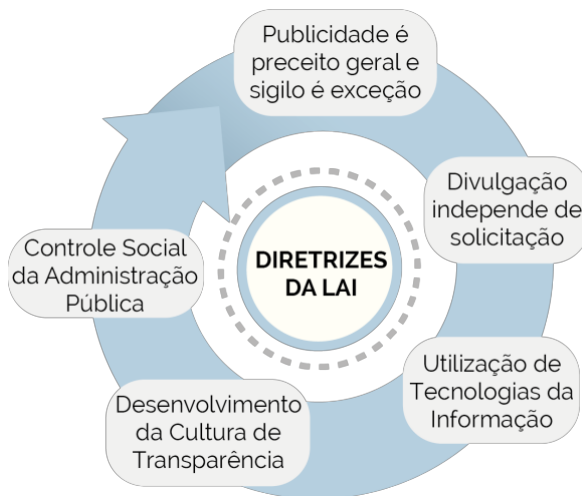 Publicidade é
preceito geral e
sigilo é exceção
Divulgação
independe de
solicitação
Utilização de
Tecnologias da
Informação
Desenvolvimento
da Cultura de
Transparência
Controle Social
da Administração
Pública
DIRETRIZES
DA LAI